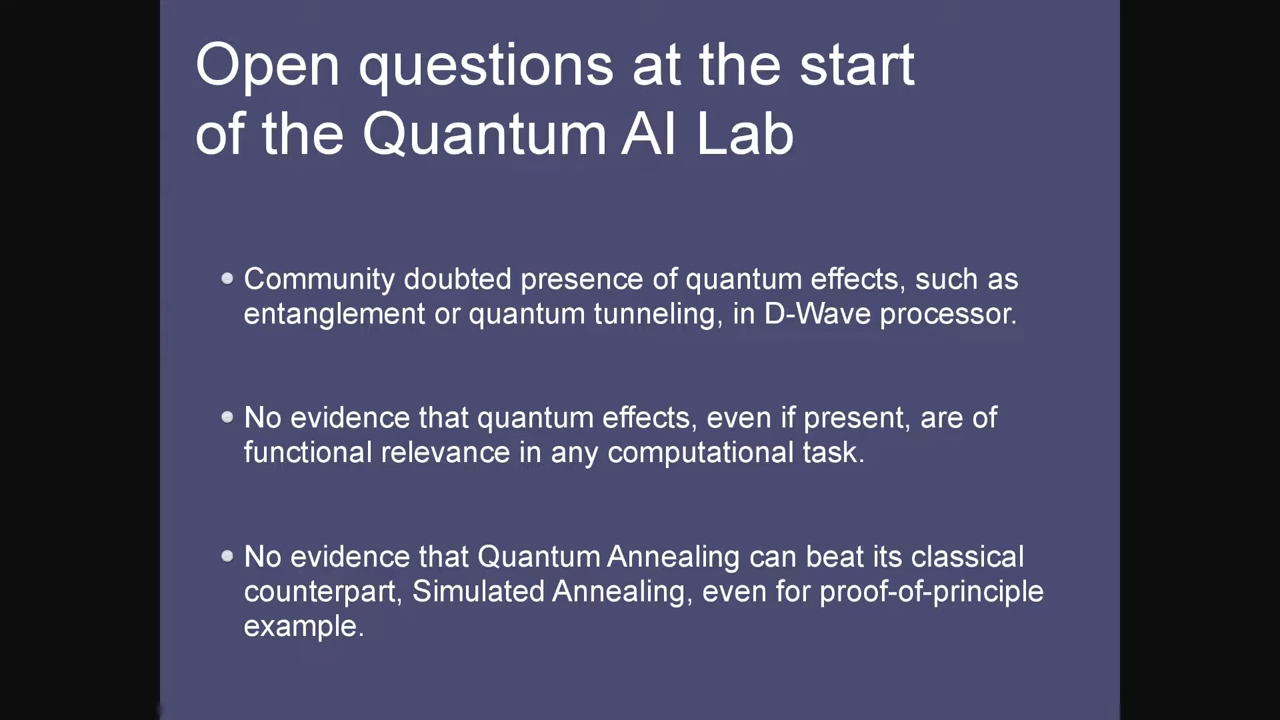 Open questions at the start
of the Quantum AI Lab
• Community doubted presence of quantum effects, such as
entanglement or quantum tunneling, in D-Wave processor.
• No evidence that quantum effects, even if present, are of
functional relevance in any computational task.
• No evidence that Quantum Annealing can beat its classical
counterpart, Simulated Annealing, even for proof-of-principle
example.